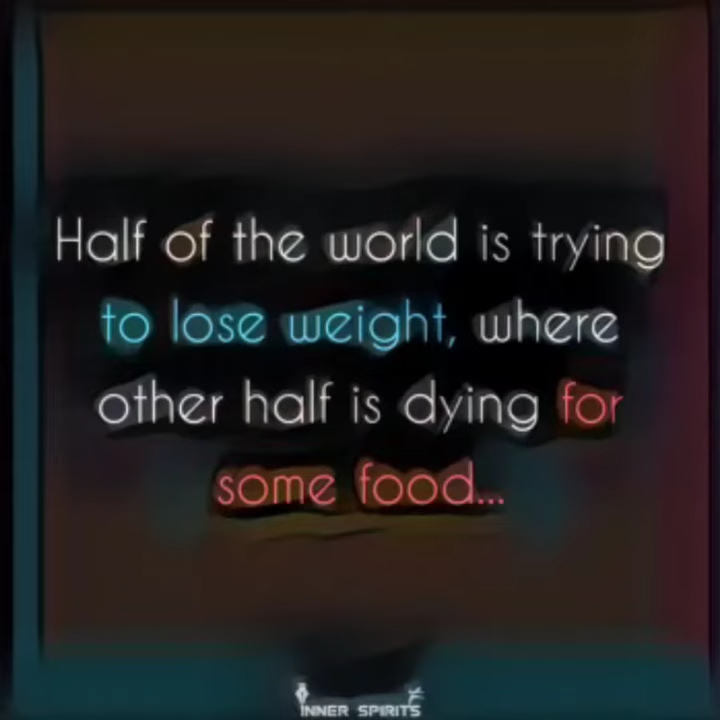 Half of the world is trying
to lose weight, where
other half is dying for
some food...
INNER SPIRITS